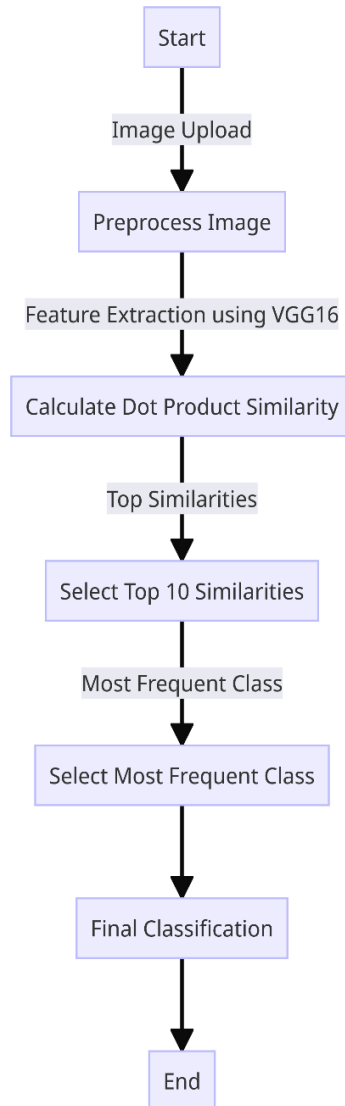 Start
Image Upload
Preprocess Image
Feature Extraction using VGG16
Calculate Dot Product Similarity
Top Similarities
Select Top 10 Similarities
Most Frequent Class
Select Most Frequent Class
Final Classification
End